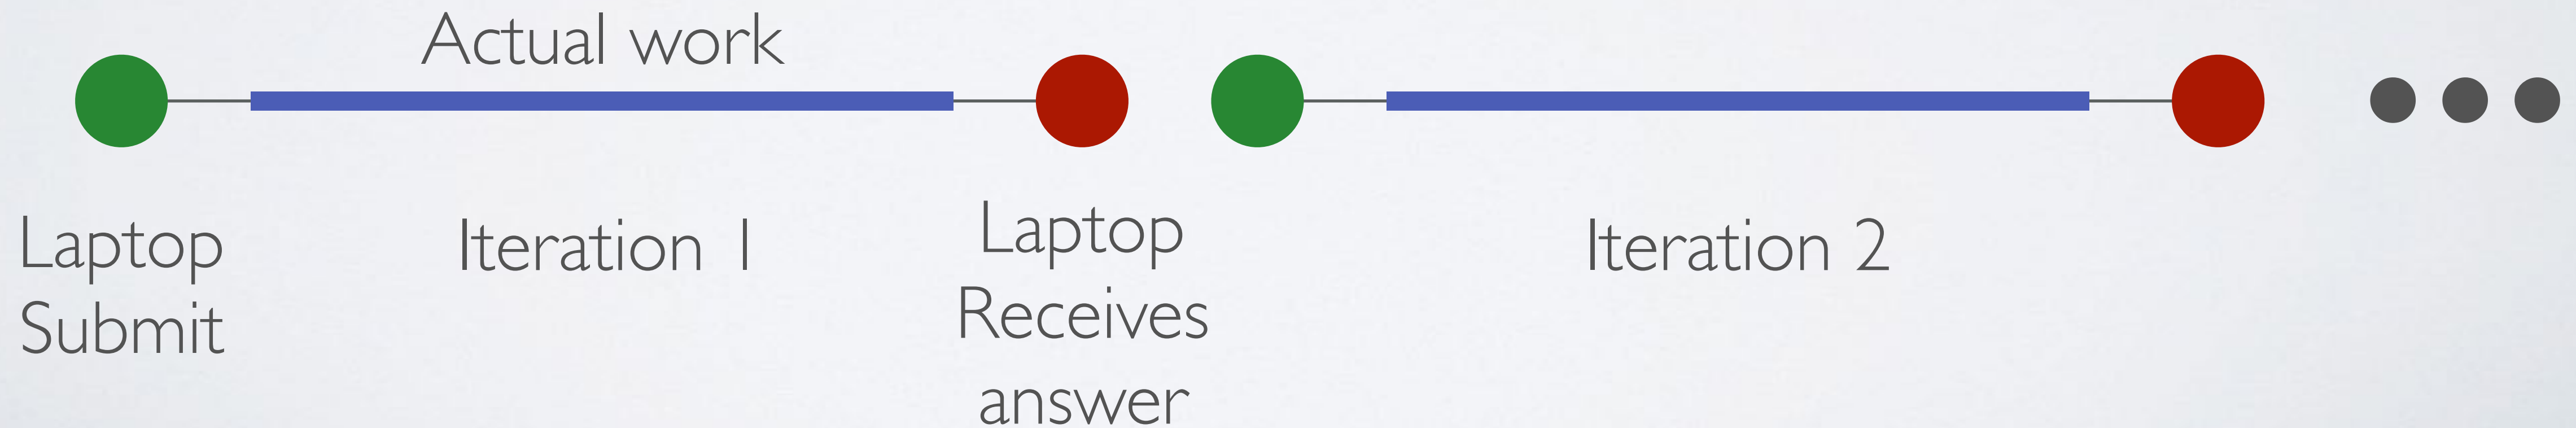 Actual work
Laptop
Submit
Iteration 1
Laptop
Receives
answer
Iteration 2